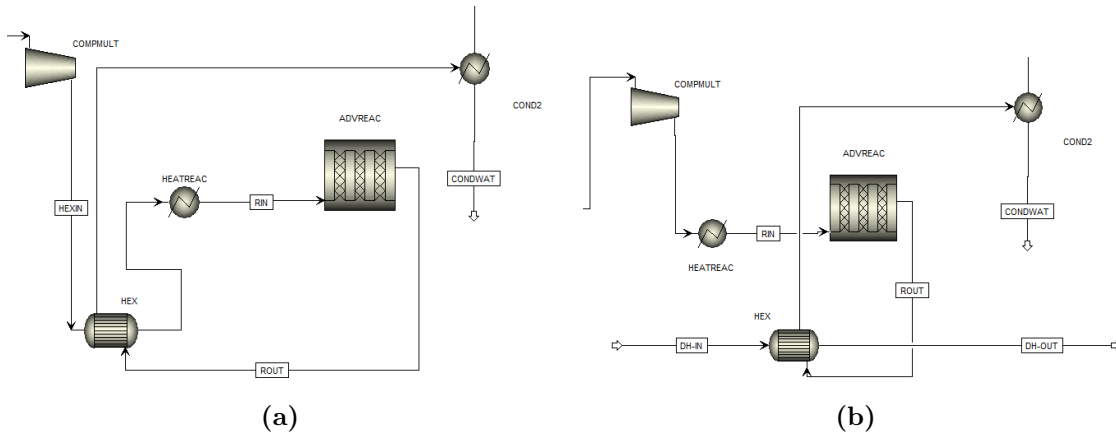 COMPMULT
COND2
ADVREAC
HEATREAC
CONDWAT
HEXIN
RIN
HEX
ROUT
(a)
COMPMULT
COND2
ADVREAC
CONDWAT
RIN
HEATREAC
ROUT
HEX
DH-IN
DH-OUT
(b)